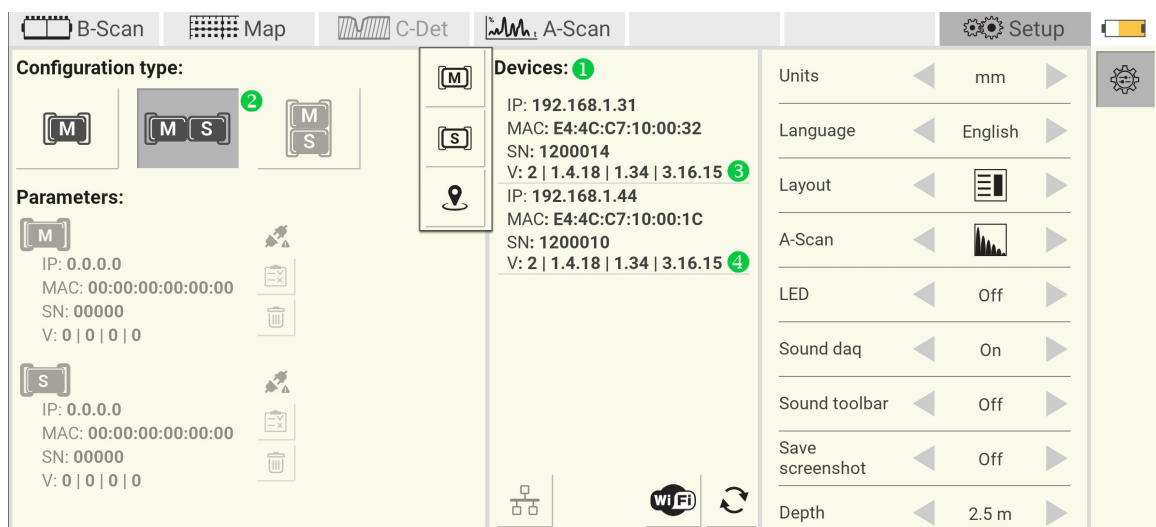 B-Scan
Map
C-Det
A-Scan
Setup
Configuration type:
M
M S
2
M
S
Parameters:
M
IP: 0.0.0.0
MAC: 00:00:00:00:00:00
SN: 00000
V: 0 | 0 | 0 | 0
S
IP: 0.0.0.0
MAC: 00:00:00:00:00:00
SN: 00000
V: 0 | 0 | 0 | 0
M
S
Devices: 1
IP: 192.168.1.31
MAC: E4:4C:C7:10:00:32
SN: 1200014
V: 2 | 1.4.18 | 1.34 | 3.16.15 3
IP: 192.168.1.44
MAC: E4:4C:C7:10:00:1C
SN: 1200010
V: 2 | 1.4.18 | 1.34 | 3.16.15 4
WiFi
Units mm
Language English
Layout
A-Scan
LED Off
Sound daq On
Sound toolbar Off
Save
screenshot Off
Depth 2.5 m